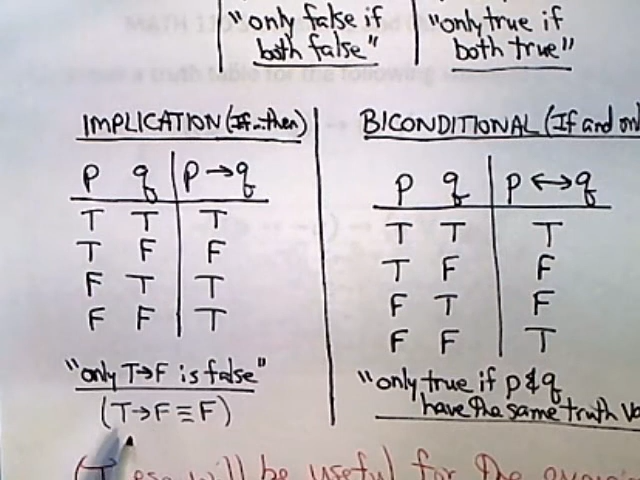 "only false if
both false"
"only true if
both true"
IMPLICATION (If...then)
p q p → q
T T T
T F F
F T T
F F T
"only T→F is false"
(T→F ≡ F)
BICONDITIONAL (If and on
p q p ↔ q
T T T
T F F
F T F
F F T
"only true if p & q
have the same truth va
will be useful for the